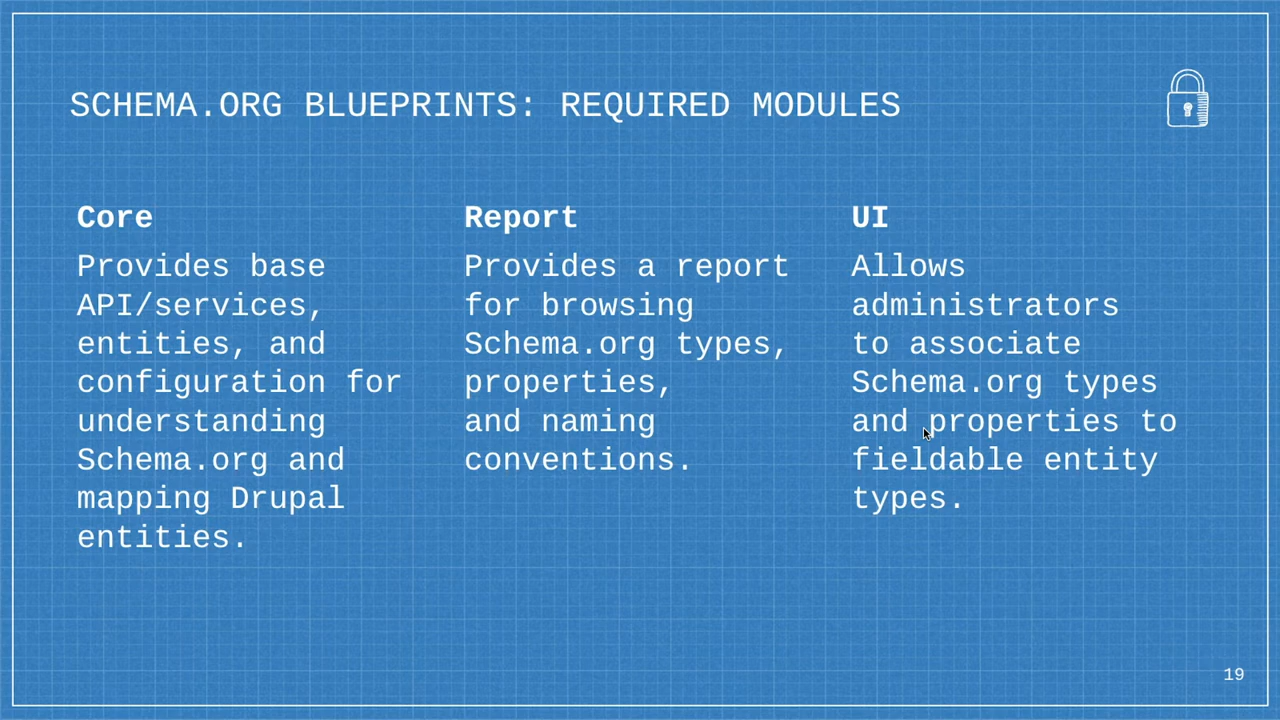 SCHEMA.ORG BLUEPRINTS: REQUIRED MODULES
Core
Provides base
API/services,
entities, and
configuration for
understanding
Schema.org and
mapping Drupal
entities.
Report
Provides a report
for browsing
Schema.org types,
properties,
and naming
conventions.
UI
Allows
administrators
to associate
Schema.org types
and properties to
fieldable entity
types.
19